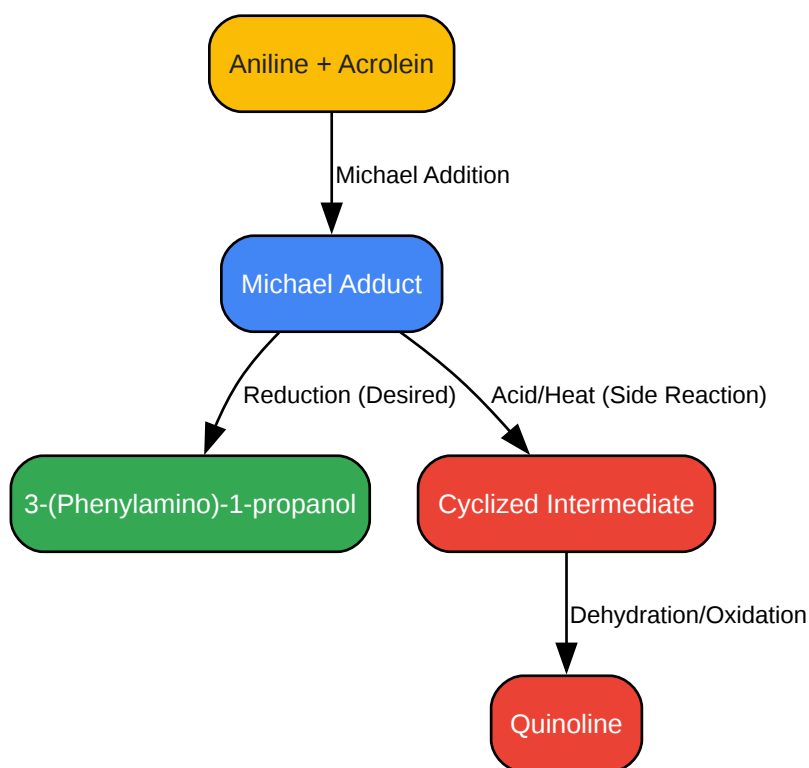 Aniline + Acrolein
Michael Addition
Michael Adduct
Reduction (Desired)
Acid/Heat (Side Reaction)
3-(Phenylamino)-1-propanol
Cyclized Intermediate
Dehydration/Oxidation
Quinoline